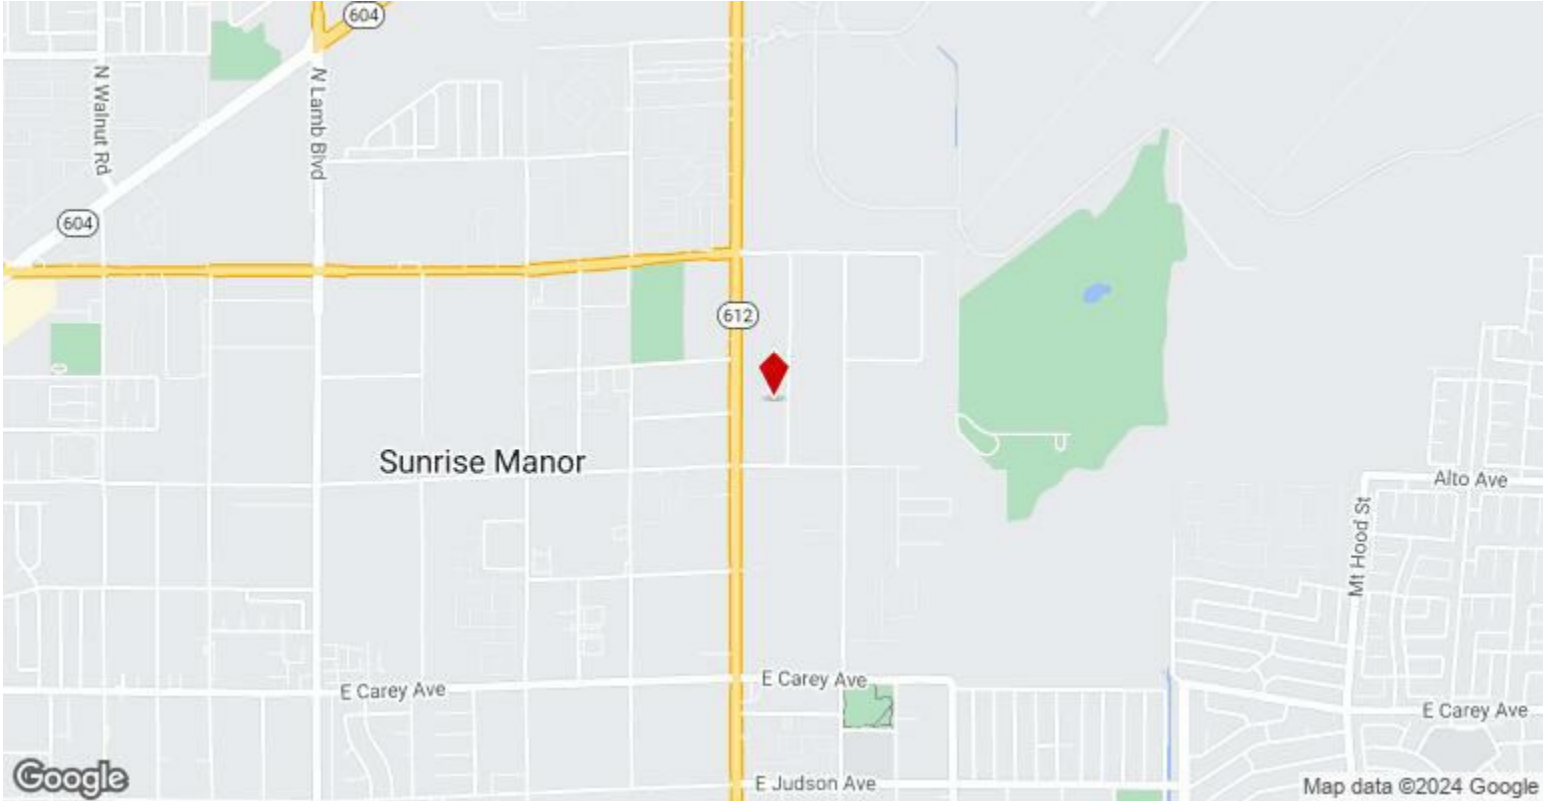 604
N Walnut Rd
N Lamb Blvd
604
612
Sunrise Manor
Alto Ave
Mt Hood St
E Carey Ave
E Carey Ave
E Carey Ave
E Judson Ave
Google
Map data ©2024 Google